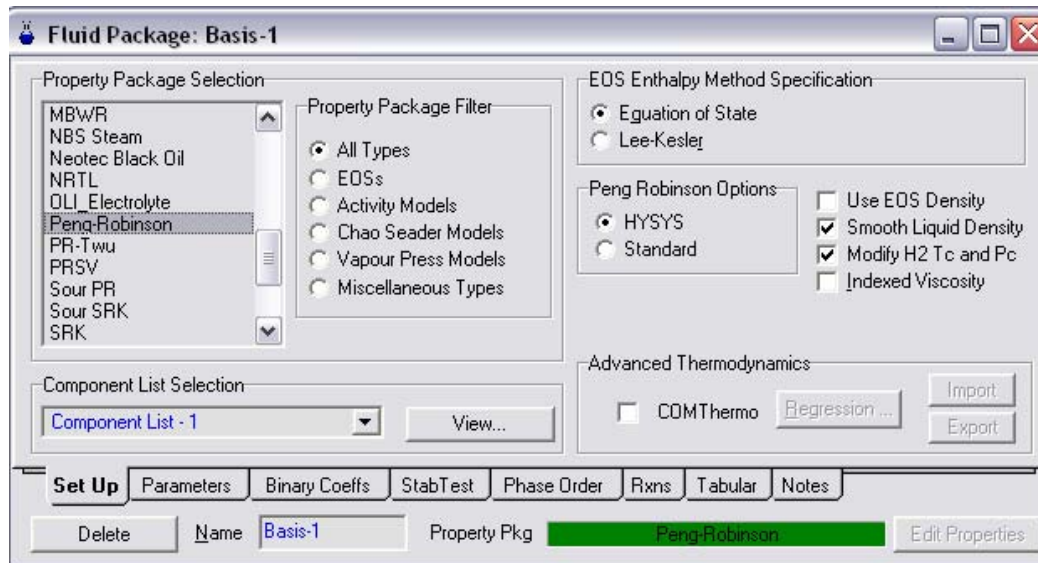 Fluid Package: Basis-1
Property Package Selection
MBWR
NBS Steam
Neotec Black Oil
NRTL
OLI_Electrolyte
Peng-Robinson
PR-Twu
PRSV
Sour PR
Sour SRK
SRK
Property Package Filter
All Types
EOSs
Activity Models
Chao Seader Models
Vapour Press Models
Miscellaneous Types
EOS Enthalpy Method Specification
Equation of State
Lee-Kesler
Peng Robinson Options
HYSYS
Standard
Use EOS Density
Smooth Liquid Density
Modify H2 Tc and Pc
Indexed Viscosity
Component List Selection
Component List - 1
View...
Advanced Thermodynamics
COMThermo
Regression ...
Import
Export
Set Up Parameters Binary Coeffs StabTest Phase Order Rxns Tabular Notes
Delete Name Basis-1 Property Pkg Peng-Robinson Edit Properties